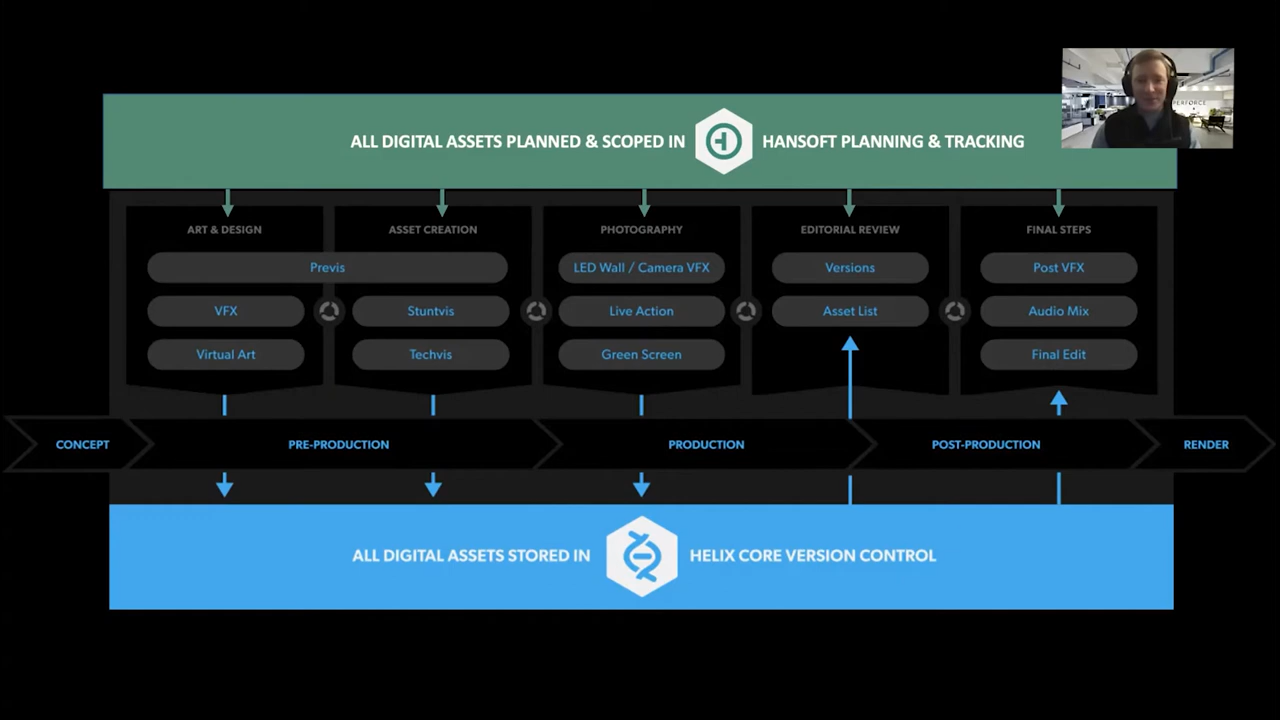 ALL DIGITAL ASSETS PLANNED & SCOPED IN HANSOFT PLANNING & TRACKING
ART & DESIGN
ASSET CREATION
PHOTOGRAPHY
EDITORIAL REVIEW
FINAL STEPS
Previs
LED Wall / Camera VFX
Versions
Post VFX
VFX
Stuntvis
Live Action
Asset List
Audio Mix
Virtual Art
Techvis
Green Screen
Final Edit
CONCEPT
PRE-PRODUCTION
PRODUCTION
POST-PRODUCTION
RENDER
ALL DIGITAL ASSETS STORED IN HELIX CORE VERSION CONTROL